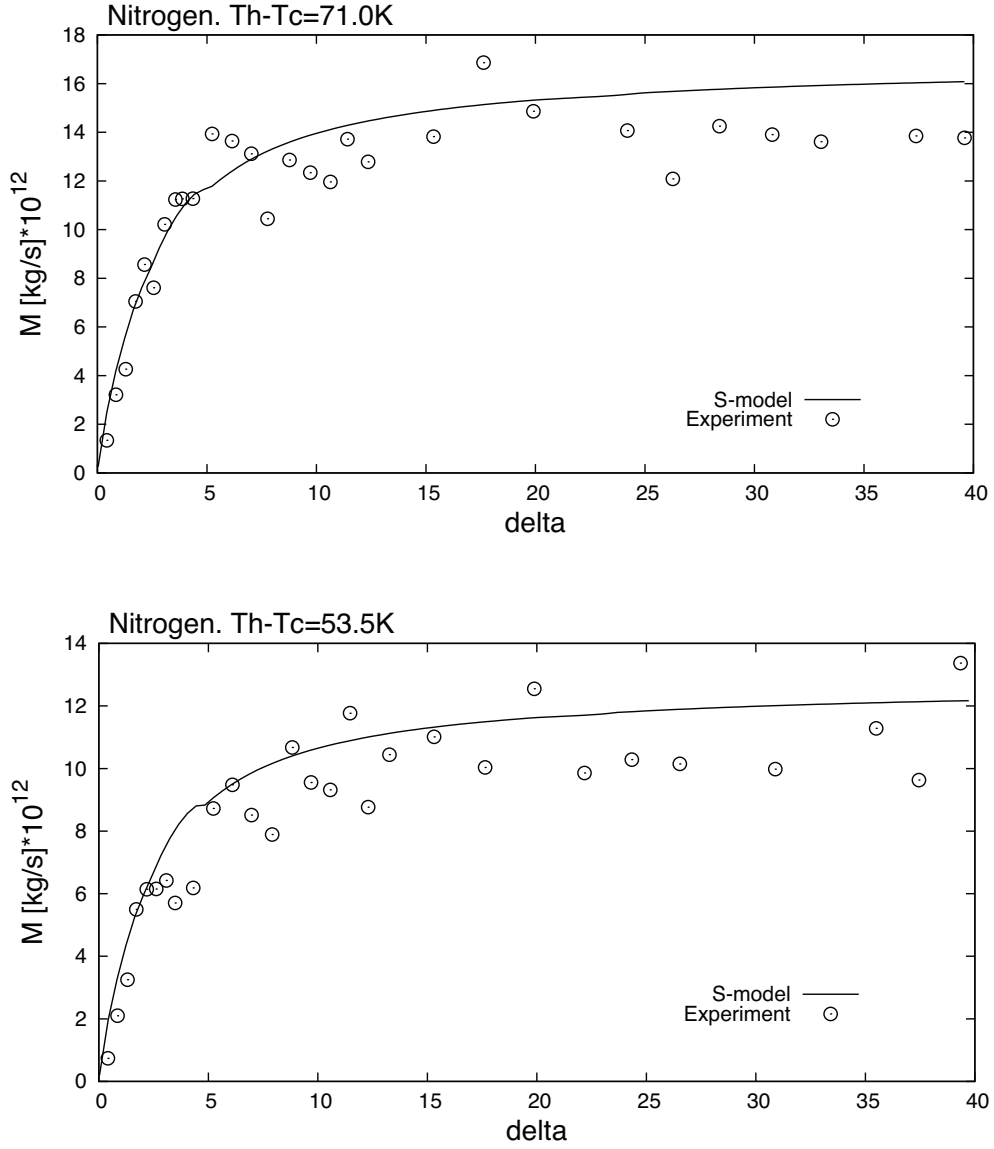 Nitrogen. Th-Tc=71.0K
18
16
14
12
10
8
6
4
2
0
M [kg/s]*10^12
S-model
Experiment
0 5 10 15 20 25 30 35 40
delta
Nitrogen. Th-Tc=53.5K
14
12
10
8
6
4
2
0
M [kg/s]*10^12
S-model
Experiment
0 5 10 15 20 25 30 35 40
delta